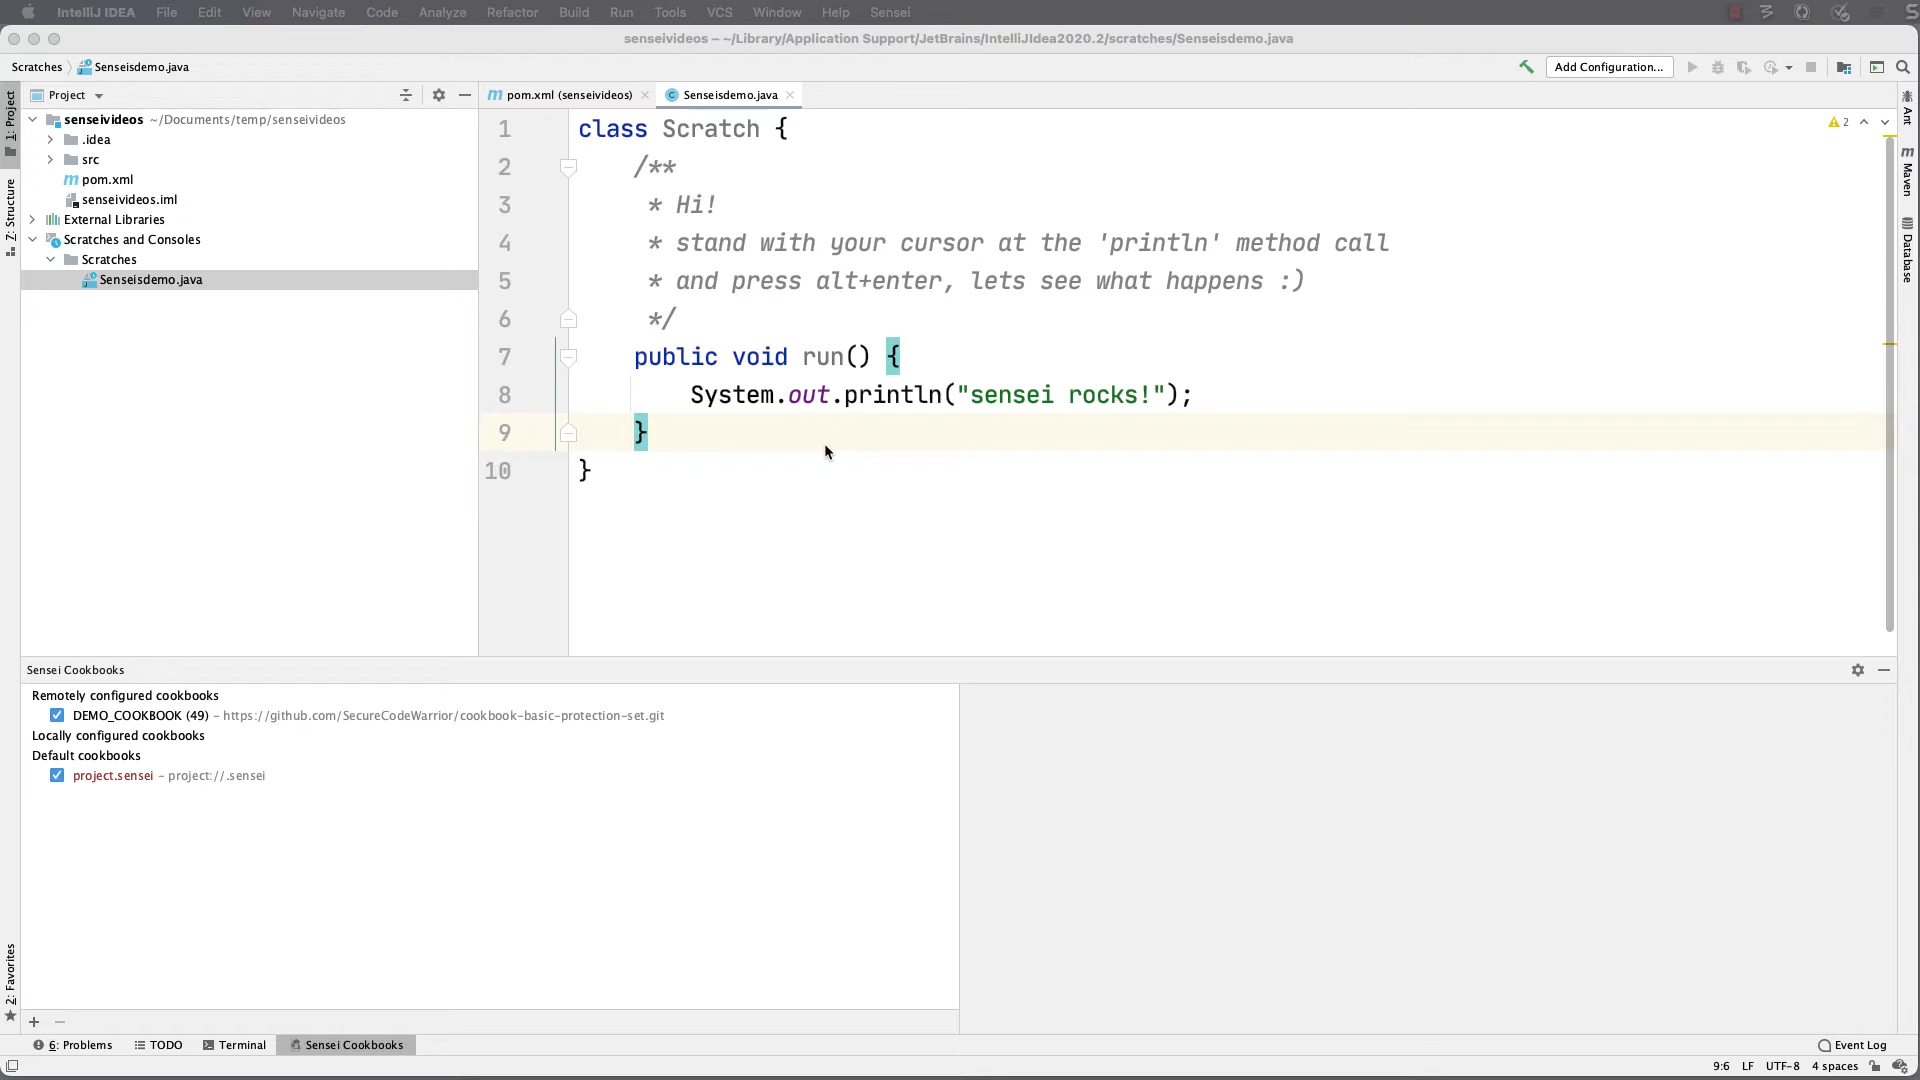 IntelliJ IDEA File Edit View Navigate Code Analyze Refactor Build Run Tools VCS Window Help Sensei
senseivideos – ~/Library/Application Support/JetBrains/IntelliJIdea2020.2/scratches/Senseisdemo.java
Scratches Senseisdemo.java
Add Configuration...
Project
pom.xml (senseivideos)
Senseisdemo.java
1: Project
Z: Structure
2: Favorites
Ant
Maven
Database
senseivideos ~/Documents/temp/senseivideos
.idea
src
pom.xml
senseivideos.iml
External Libraries
Scratches and Consoles
Scratches
Senseisdemo.java
2
1 class Scratch {
2 /**
3 * Hi!
4 * stand with your cursor at the 'println' method call
5 * and press alt+enter, lets see what happens :)
6 */
7 public void run() {
8 System.out.println("sensei rocks!");
9 }
10 }
Sensei Cookbooks
Remotely configured cookbooks
DEMO_COOKBOOK (49) – https://github.com/SecureCodeWarrior/cookbook-basic-protection-set.git
Locally configured cookbooks
Default cookbooks
project.sensei – project://.sensei
6: Problems TODO Terminal Sensei Cookbooks
Event Log
9:6 LF UTF-8 4 spaces